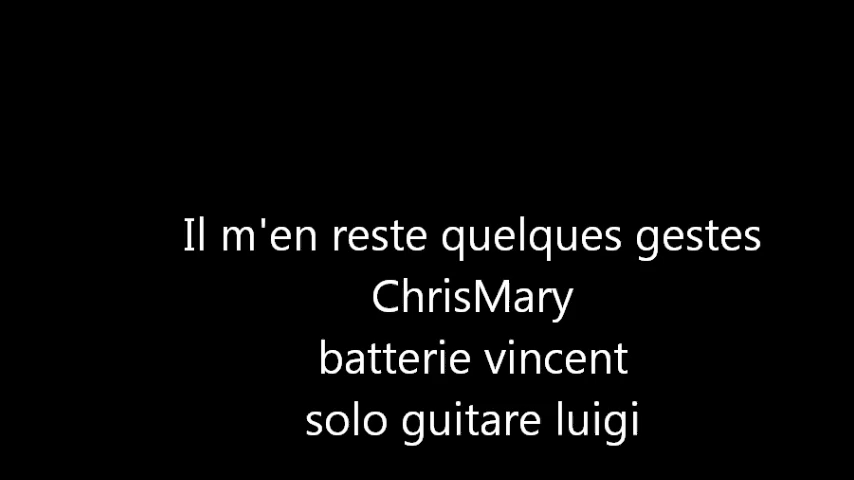 Il m'en reste quelques gestes
ChrisMary
batterie vincent
solo guitare luigi